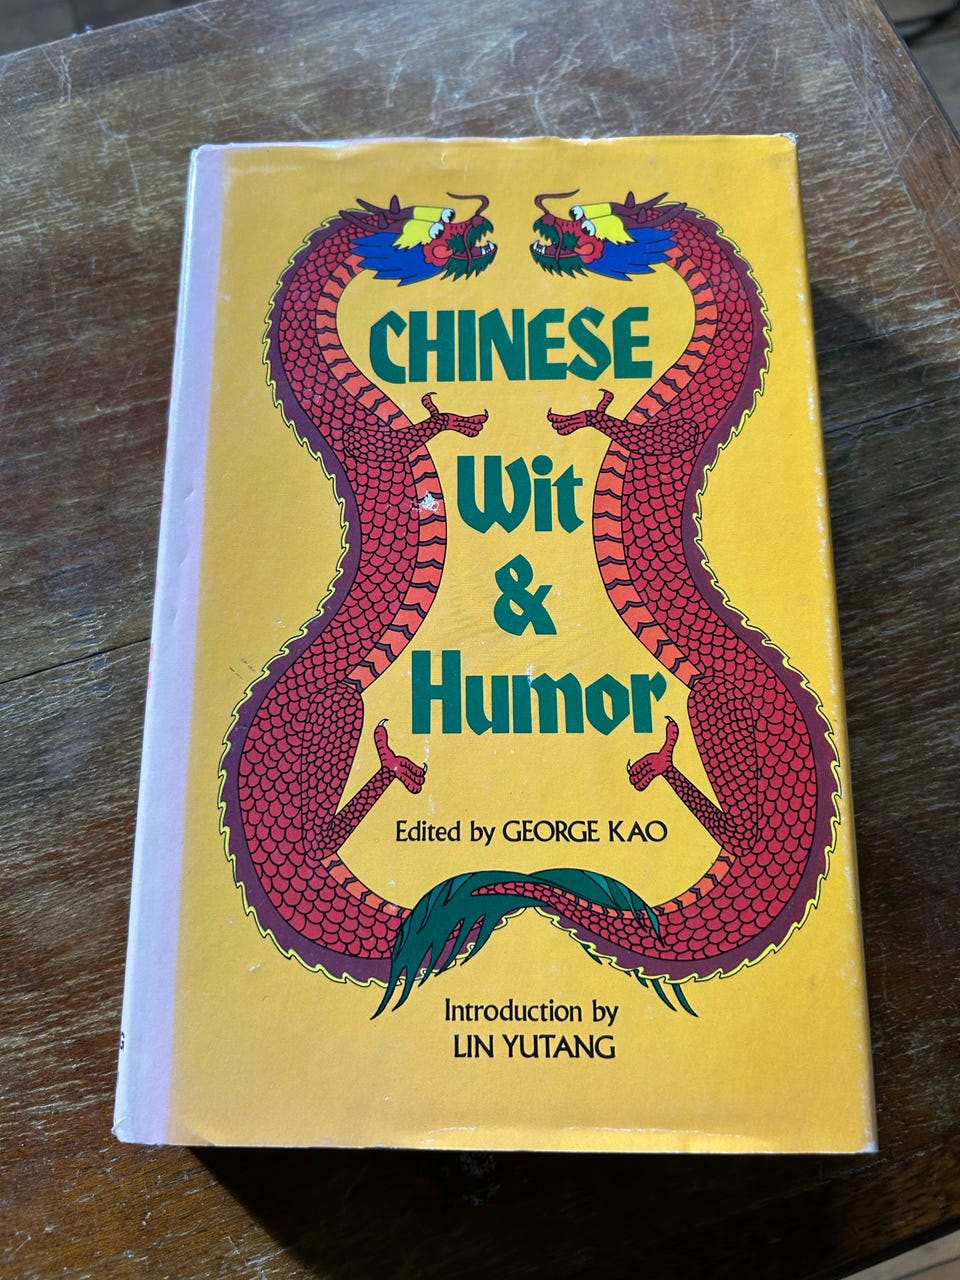 CHINESE
Wit
&
Humor
Edited by GEORGE KAO
Introduction by
LIN YUTANG